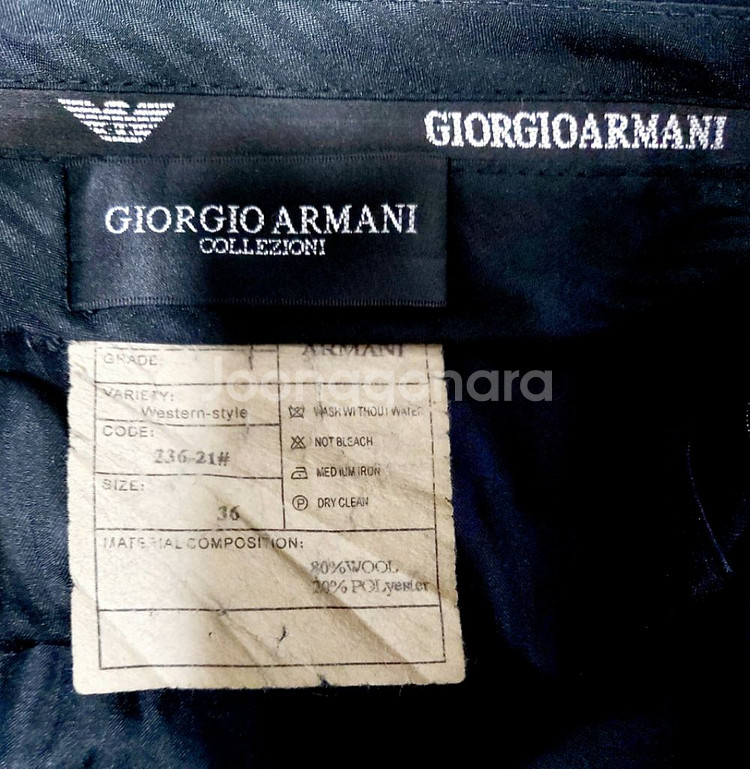 GIORGIOARMANI
GIORGIO ARMANI
COLLEZIONI
ARMANI
GRADE:
Joonggonara
VARIETY:
Western-style
WASH WITHOUT WATER
CODE:
NOT BLEACH
236-21#
MEDIUM IRON
SIZE:
P DRY CLEAN
36
MATERIAL COMPOSITION:
80%WOOL
20% POLyester